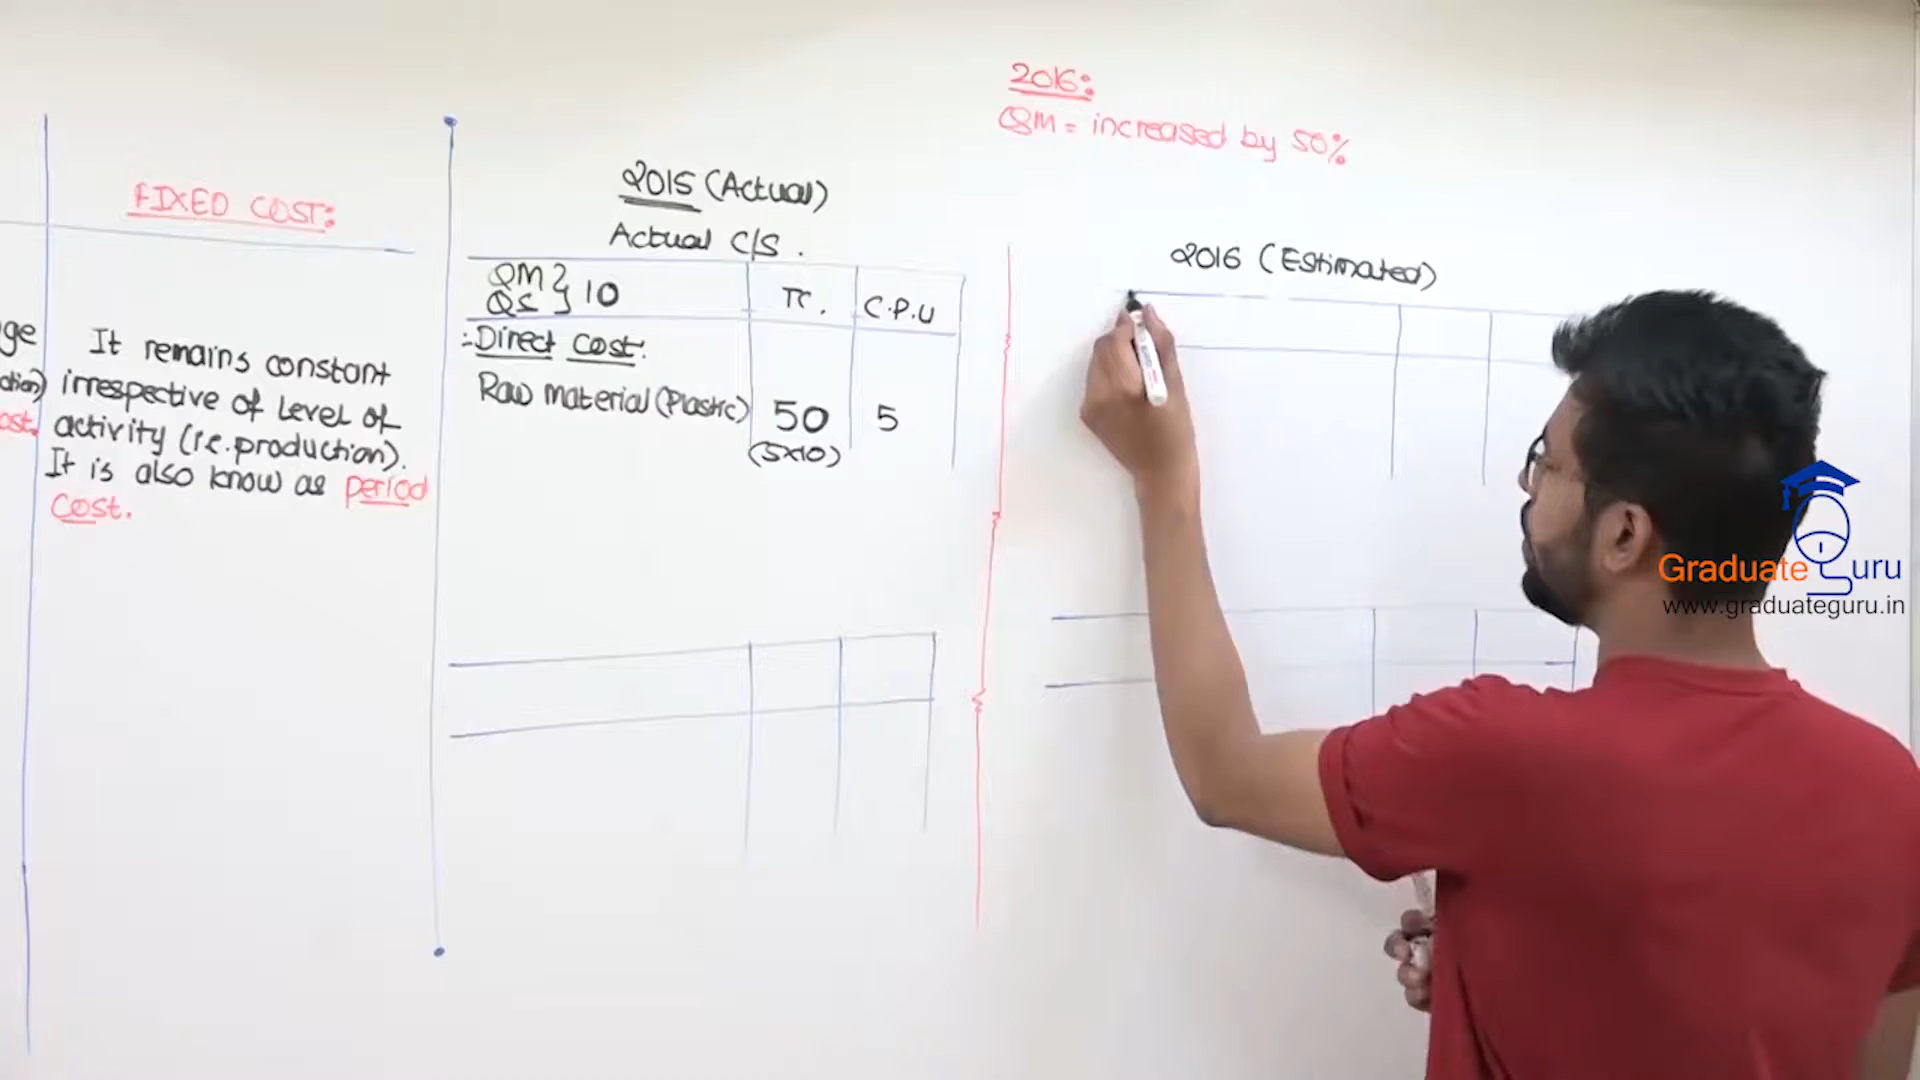 FIXED COST:
ge
It remains constant
ction) irrespective of Level of
ost. activity (i.e. production).
It is also know as period
cost.
2015 (Actual)
Actual C/S.
QM
QS } 10
TC.
C.P.U
:- Direct cost:
Raw material (Plastic)
50
5
(5x10)
2016:
QM = increased by 50%
2016 (Estimated)
Graduate Guru
www.graduateguru.in